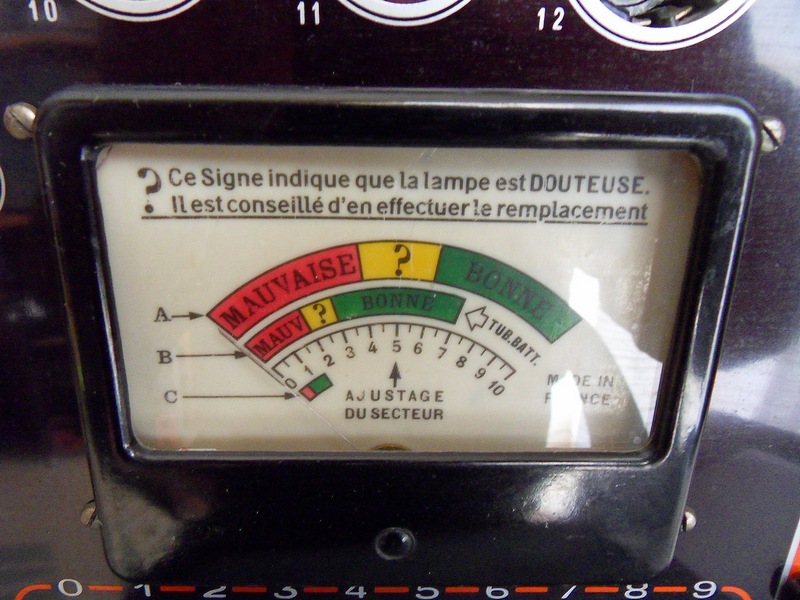 10 11 12
? Ce Signe indique que la lampe est DOUTEUSE.
Il est conseillé d'en effectuer le remplacement
MAUVAISE ? BONNE
A
MAUV ? BONNE
TUB. BATT.
B
0 1 2 3 4 5 6 7 8 9 10
C
AJUSTAGE
DU SECTEUR
MADE IN
FRANCE
0 1 2 3 4 5 6 7 8 9